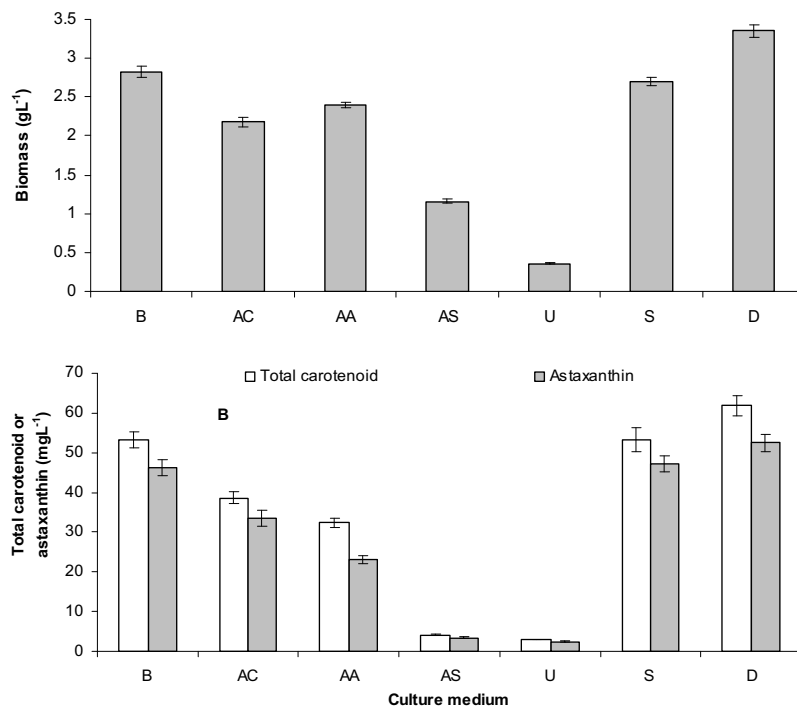 3.5
3
2.5
2
1.5
1
0.5
0
Biomass (gL⁻¹)
B AC AA AS U S D
70
60
50
40
30
20
10
0
Total carotenoid or
astaxanthin (mgL⁻¹)
Total carotenoid Astaxanthin
B
B AC AA AS U S D
Culture medium